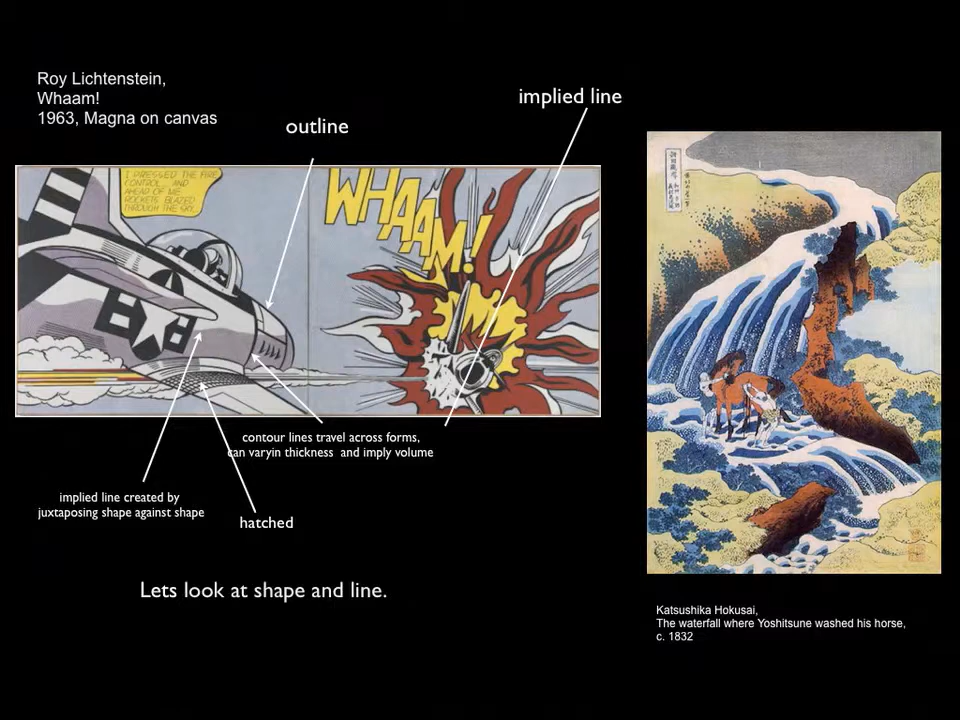 Roy Lichtenstein,
Whaam!
1963, Magna on canvas
outline
implied line
I PRESSED THE FIRE
CONTROL... AND
AHEAD OF ME
ROCKETS BLAZED
THROUGH THE SKY...
WHAAM!
contour lines travel across forms,
can varyin thickness and imply volume
implied line created by
juxtaposing shape against shape
hatched
Lets look at shape and line.
Katsushika Hokusai,
The waterfall where Yoshitsune washed his horse,
c. 1832